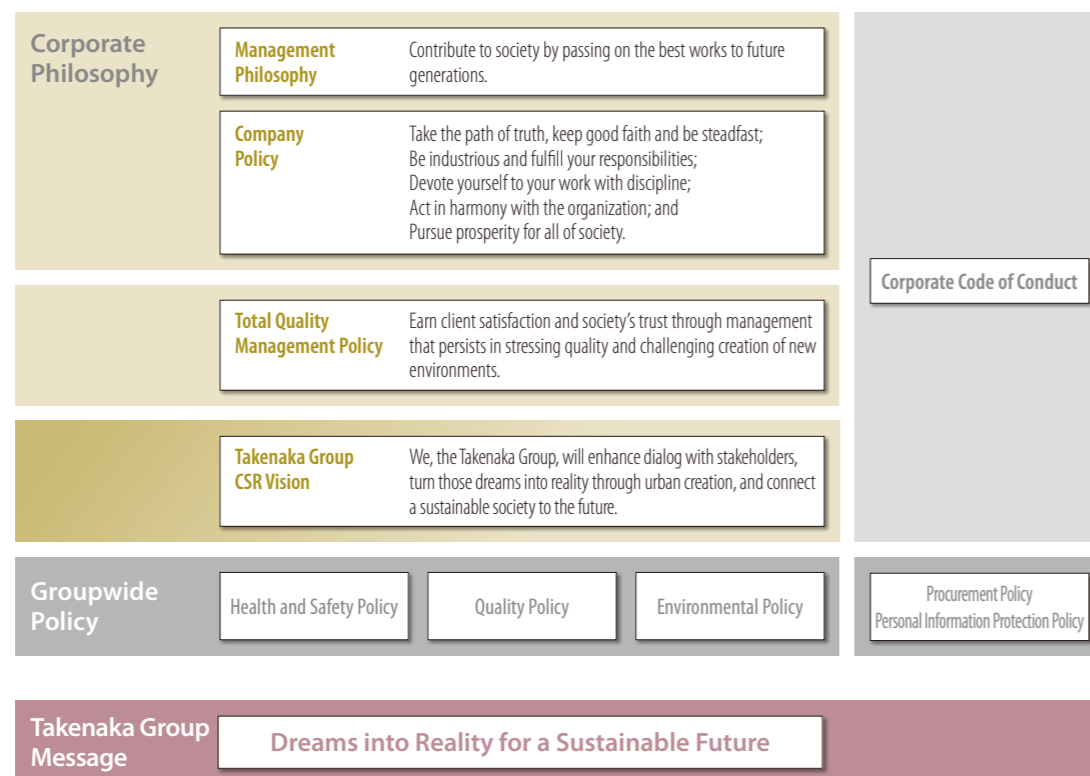 Corporate
Philosophy
Management
Philosophy
Contribute to society by passing on the best works to future
generations.
Company
Policy
Take the path of truth, keep good faith and be steadfast;
Be industrious and fulfill your responsibilities;
Devote yourself to your work with discipline;
Act in harmony with the organization; and
Pursue prosperity for all of society.
Corporate Code of Conduct
Total Quality
Management Policy
Earn client satisfaction and society's trust through management
that persists in stressing quality and challenging creation of new
environments.
Takenaka Group
CSR Vision
We, the Takenaka Group, will enhance dialog with stakeholders,
turn those dreams into reality through urban creation, and connect
a sustainable society to the future.
Groupwide
Policy
Health and Safety Policy
Quality Policy
Environmental Policy
Procurement Policy
Personal Information Protection Policy
Takenaka Group
Message
Dreams into Reality for a Sustainable Future